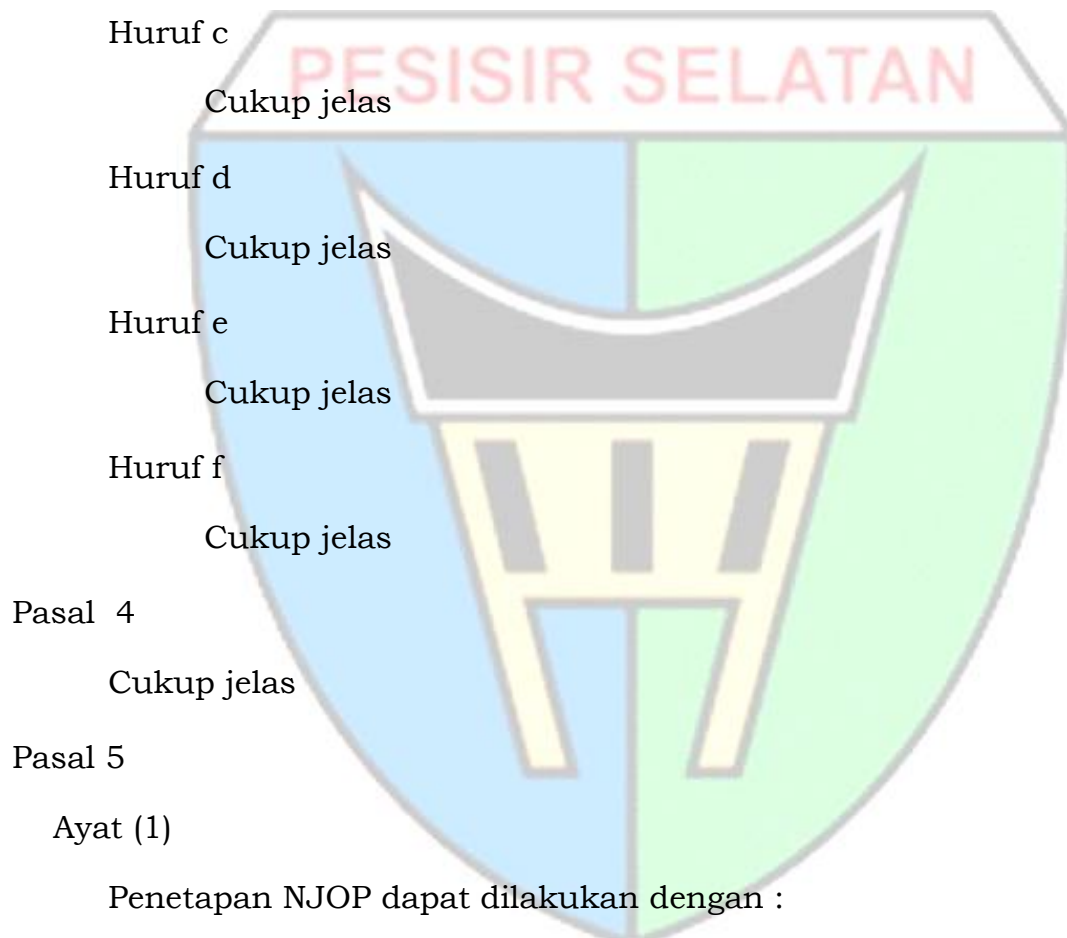 Huruf c
PESISIR SELATAN
Cukup jelas
Huruf d
Cukup jelas
Huruf e
Cukup jelas
Huruf f
Cukup jelas
Pasal 4
Cukup jelas
Pasal 5
Ayat (1)
Penetapan NJOP dapat dilakukan dengan :